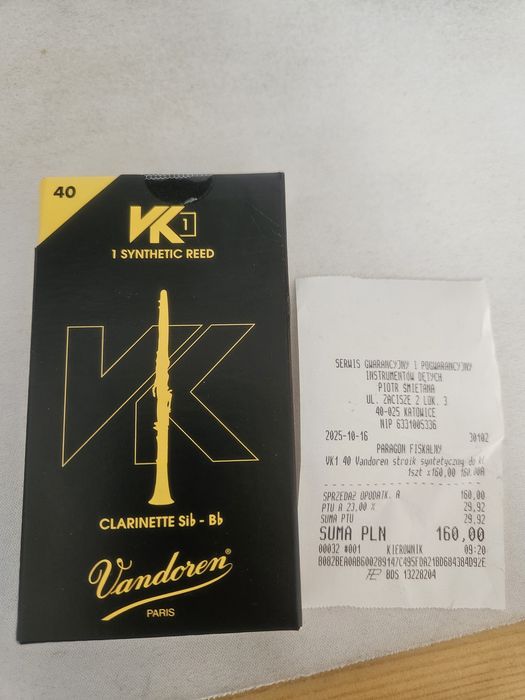 40
VK1
1 SYNTHETIC REED
VK
CLARINETTE Sib - Bb
Vandoren®
PARIS
SERWIS GWARANCYJNY I POGWARANCYJNY
INSTRUMENTÓW DĘTYCH
PIOTR ŚMIETANA
UL. ZACISZE 2 LOK. 3
40-025 KATOWICE
NIP 6331005336
2025-10-16 30102
PARAGON FISKALNY
VK1 40 Vandoren stroik syntetyczny do kl
1szt x160,00 160,00A
SPRZEDAŻ OPODATK. A 160,00
PTU A 23,00 % 29,92
SUMA PTU 29,92
SUMA PLN 160,00
00032 #001 KIEROWNIK 09:20
BDS 13228204